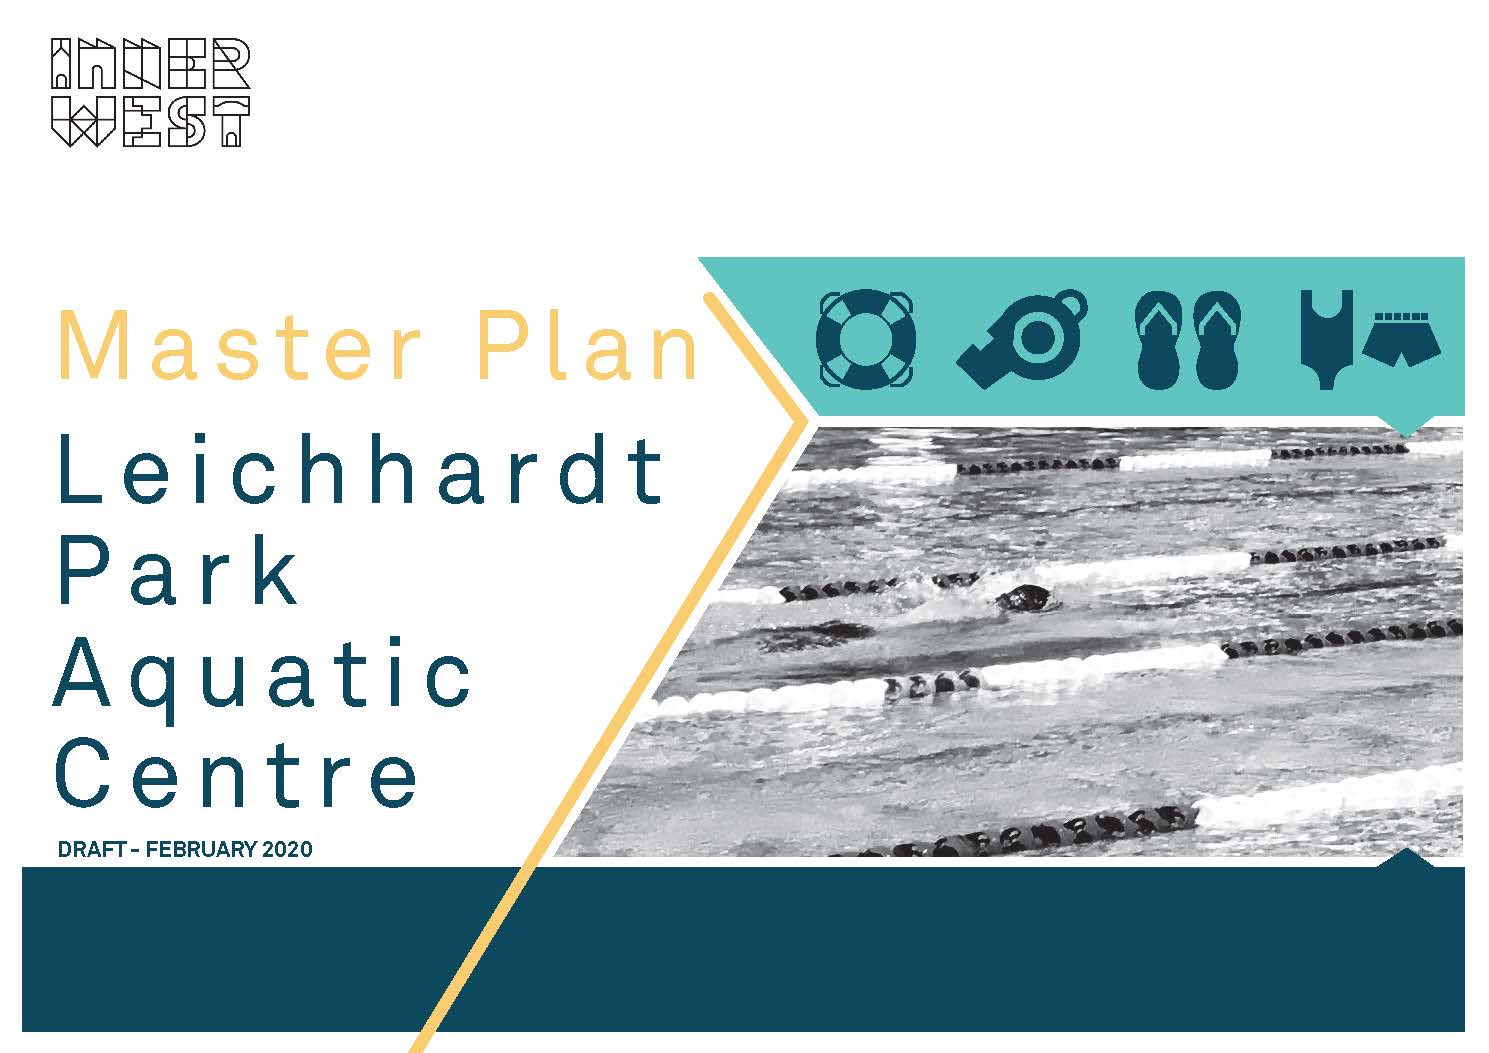 INNER
WEST
Master Plan
Leichhardt
Park
Aquatic
Centre
DRAFT - FEBRUARY 2020